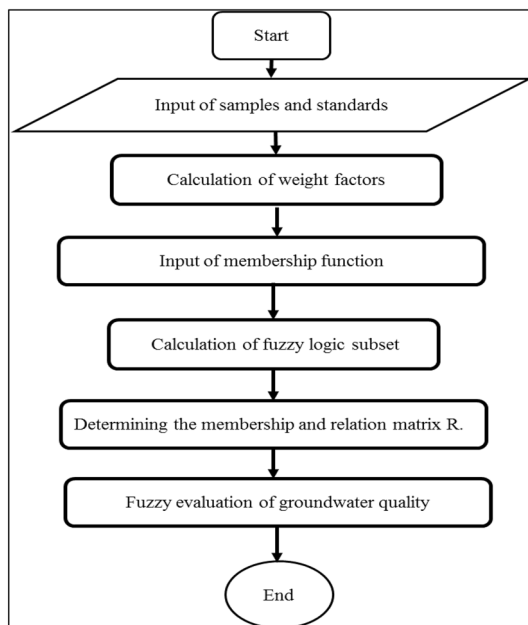 Start
Input of samples and standards
Calculation of weight factors
Input of membership function
Calculation of fuzzy logic subset
Determining the membership and relation matrix R.
Fuzzy evaluation of groundwater quality
End